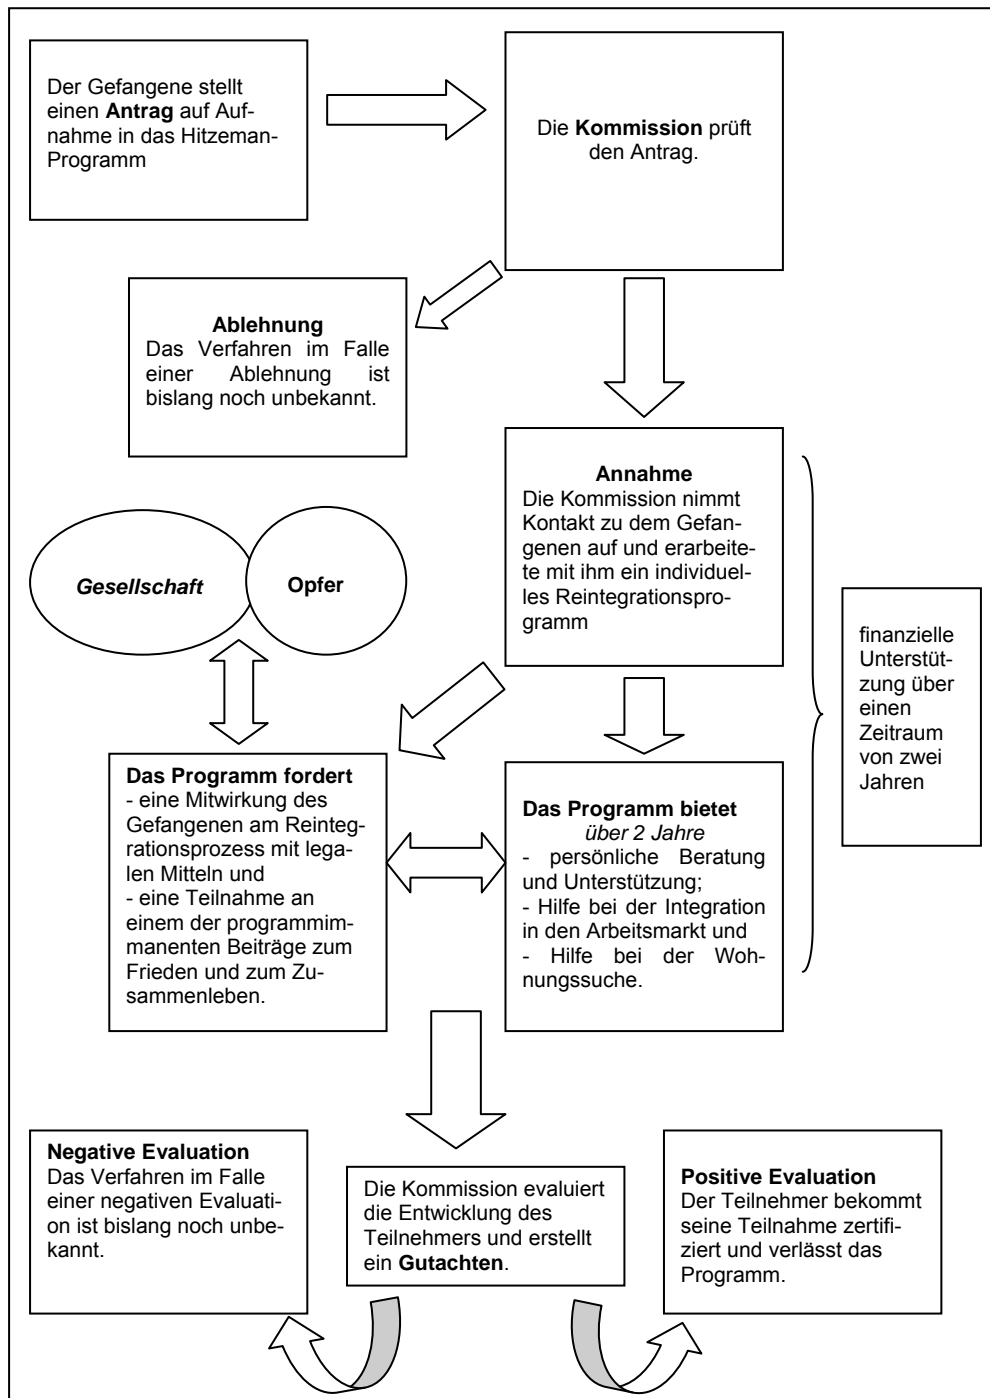 Der Gefangene stellt
einen Antrag auf Auf-
nahme in das Hitzeman-
Programm
Die Kommission prüft
den Antrag.
Ablehnung
Das Verfahren im Falle
einer Ablehnung ist
bislang noch unbekannt.
Annahme
Die Kommission nimmt
Kontakt zu dem Gefan-
genen auf und erarbeite-
te mit ihm ein individuel-
les Reintegrationspro-
gramm
Gesellschaft
Opfer
finanzielle
Unterstüt-
zung über
einen
Zeitraum
von zwei
Jahren
Das Programm fordert
- eine Mitwirkung des
Gefangenen am Reinteg-
rationsprozess mit lega-
len Mitteln und
- eine Teilnahme an
einem der programmim-
manenten Beiträge zum
Frieden und zum Zu-
sammenleben.
Das Programm bietet
über 2 Jahre
- persönliche Beratung
und Unterstützung;
- Hilfe bei der Integration
in den Arbeitsmarkt und
- Hilfe bei der Woh-
nungssuche.
Negative Evaluation
Das Verfahren im Falle
einer negativen Evaluati-
on ist bislang noch unbe-
kannt.
Die Kommission evaluiert
die Entwicklung des
Teilnehmers und erstellt
ein Gutachten.
Positive Evaluation
Der Teilnehmer bekommt
seine Teilnahme zertifi-
ziert und verlässt das
Programm.